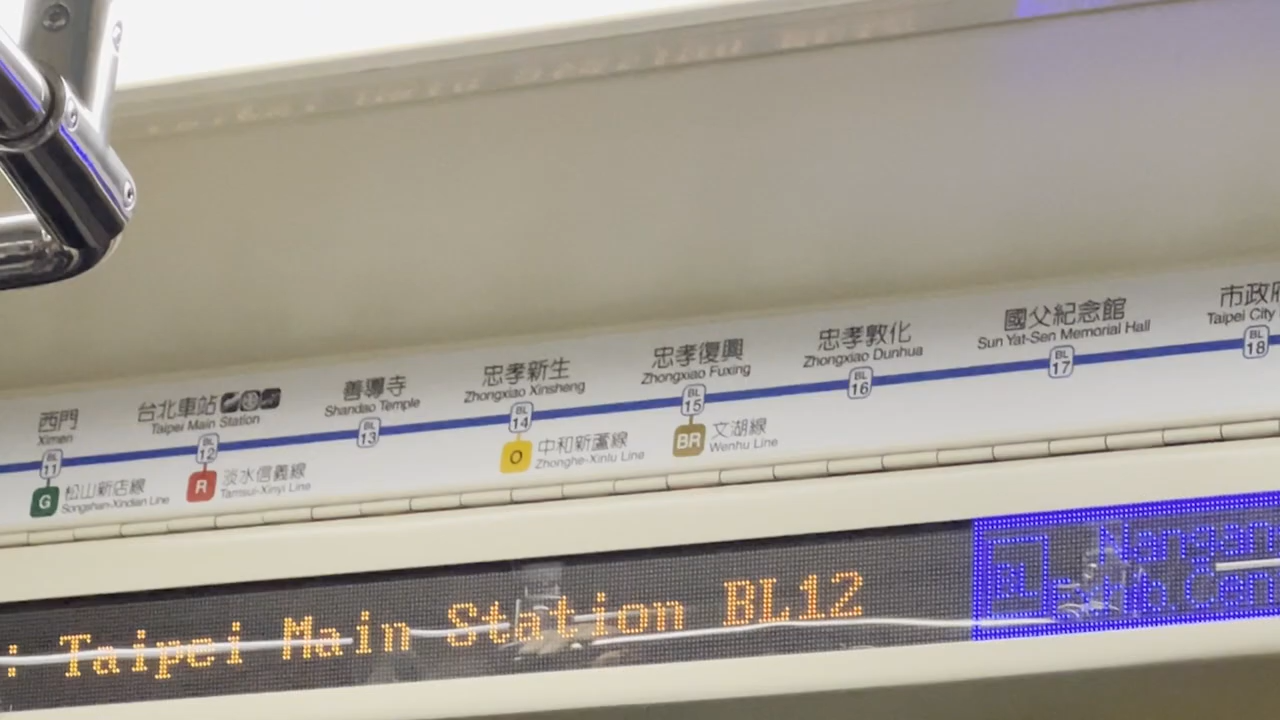 西門
Ximen
BL
11
G 松山新店線
Songshan-Xindian Line
台北車站
Taipei Main Station
BL
12
R 淡水信義線
Tamsui-Xinyi Line
善導寺
Shandao Temple
BL
13
忠孝新生
Zhongxiao Xinsheng
BL
14
O 中和新蘆線
Zhonghe-Xinlu Line
忠孝復興
Zhongxiao Fuxing
BL
15
BR 文湖線
Wenhu Line
忠孝敦化
Zhongxiao Dunhua
BL
16
國父紀念館
Sun Yat-Sen Memorial Hall
BL
17
市政府
Taipei City
BL
18
: Taipei Main Station BL12
BL
Nangan
Cen